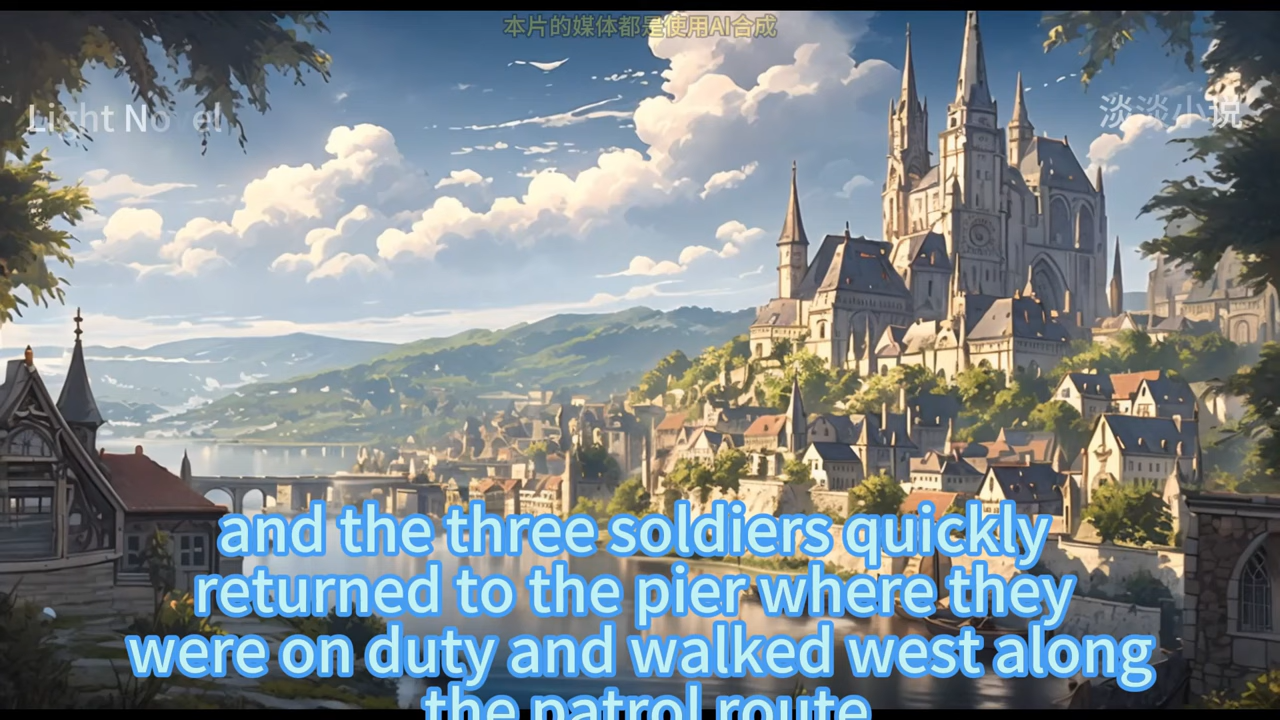 本片的媒体都是使用AI合成
Light Novel
淡淡小说
and the three soldiers quickly
returned to the pier where they
were on duty and walked west along
the patrol route